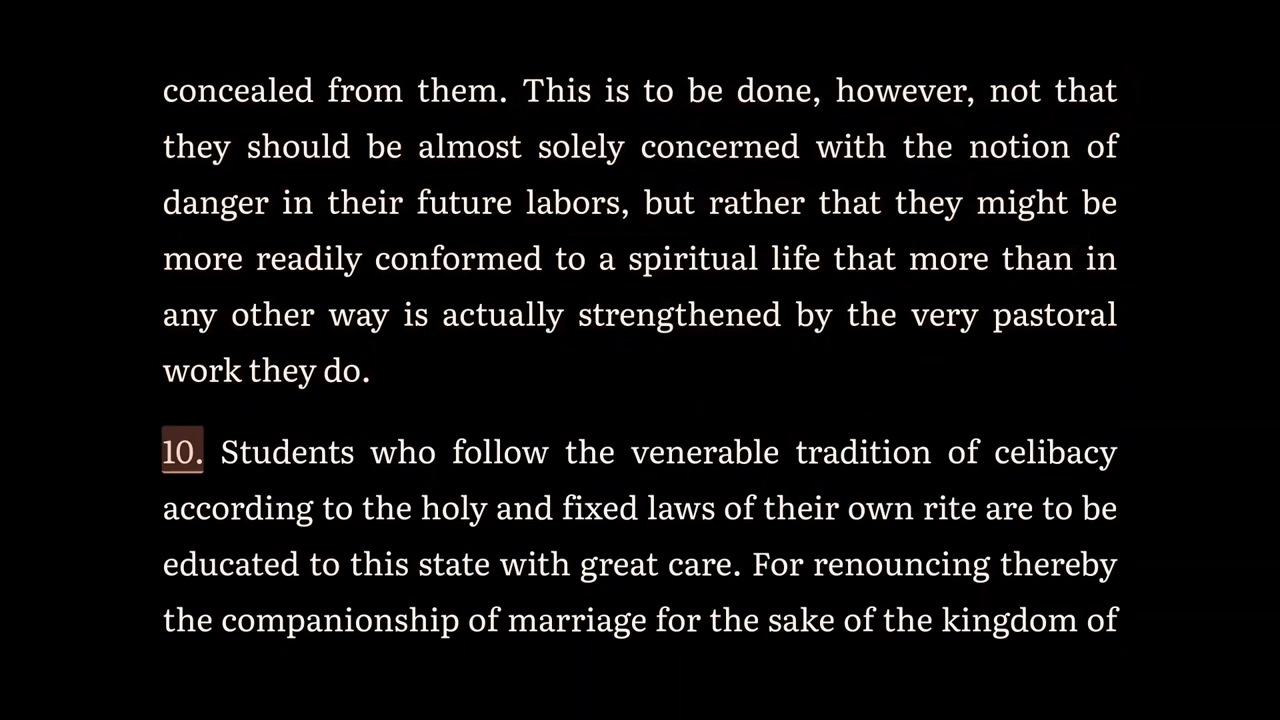 concealed from them. This is to be done, however, not that
they should be almost solely concerned with the notion of
danger in their future labors, but rather that they might be
more readily conformed to a spiritual life that more than in
any other way is actually strengthened by the very pastoral
work they do.
10. Students who follow the venerable tradition of celibacy
according to the holy and fixed laws of their own rite are to be
educated to this state with great care. For renouncing thereby
the companionship of marriage for the sake of the kingdom of